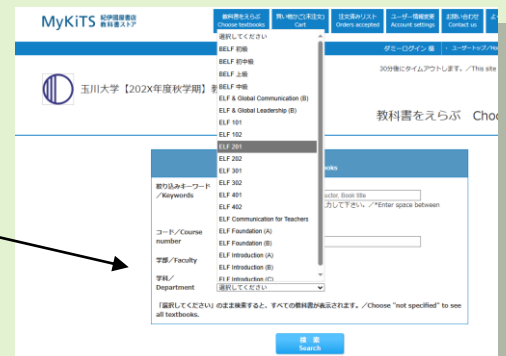 MyKiTS 紀伊國屋書店 教科書ストア
教科書をえらぶ Choose textbooks
買い物かご(未注文) Cart
注文済みリスト Orders accepted
ユーザー情報変更 Account settings
お問い合わせ Contact us
ダミーログイン 様
・ユーザートップ/Ho
30分後にタイムアウトします。/This site
玉川大学【202X年度秋学期】
教科書をえらぶ Choo
選択してください
BELF 初級
BELF 初中級
BELF 上級
BELF 中級
ELF & Global Communication (B)
ELF & Global Leadership (B)
ELF 101
ELF 102
ELF 201
ELF 202
ELF 301
ELF 302
ELF 401
ELF 402
ELF Communication for Teachers
ELF Foundation (A)
ELF Foundation (B)
ELF Introduction (A)
ELF Introduction (B)
ELF Introduction (C)
選択してください
ooks
絞り込みキーワード
/Keywords
ctor, Book title
力して下さい。/*Enter space between
コード/Course
number
学部/Faculty
学科/
Department
「選択してください」のまま検索すると、すべての教科書が表示されます。/Choose "not specified" to see
all textbooks.
検 索
Search